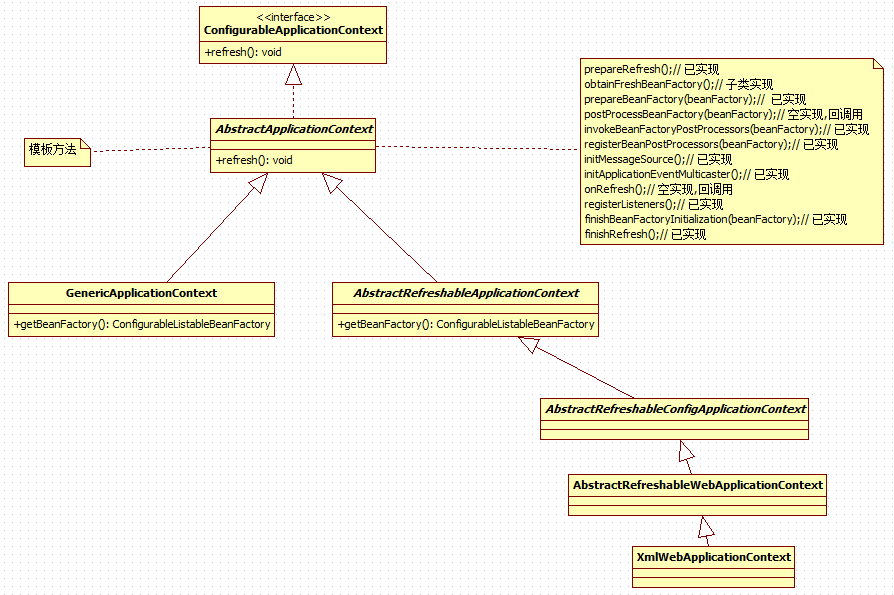 <<interface>>
ConfigurableApplicationContext
+refresh(): void
AbstractApplicationContext
+refresh(): void
模板方法
prepareRefresh();// 已实现
obtainFreshBeanFactory();// 子类实现
prepareBeanFactory(beanFactory);// 已实现
postProcessBeanFactory(beanFactory);// 空实现,回调用
invokeBeanFactoryPostProcessors(beanFactory);// 已实现
registerBeanPostProcessors(beanFactory);// 已实现
initMessageSource();// 已实现
initApplicationEventMulticaster();// 已实现
onRefresh();// 空实现,回调用
registerListeners();// 已实现
finishBeanFactoryInitialization(beanFactory);// 已实现
finishRefresh();// 已实现
GenericApplicationContext
+getBeanFactory(): ConfigurableListableBeanFactory
AbstractRefreshableApplicationContext
+getBeanFactory(): ConfigurableListableBeanFactory
AbstractRefreshableConfigApplicationContext
AbstractRefreshableWebApplicationContext
XmlWebApplicationContext